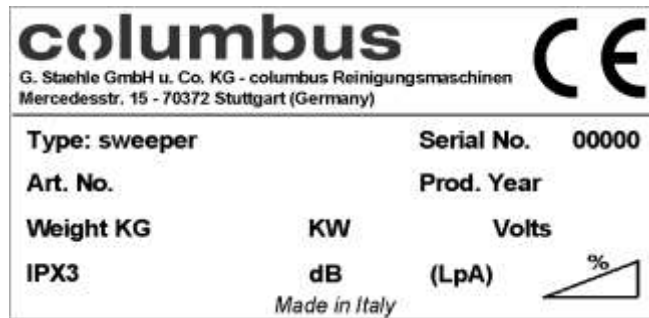 columbus CE
G. Staehle GmbH u. Co. KG - columbus Reinigungsmaschinen
Mercedesstr. 15 - 70372 Stuttgart (Germany)
Type: sweeper Serial No. 00000
Art. No. Prod. Year
Weight KG KW Volts
IPX3 dB (LpA) %
Made in Italy